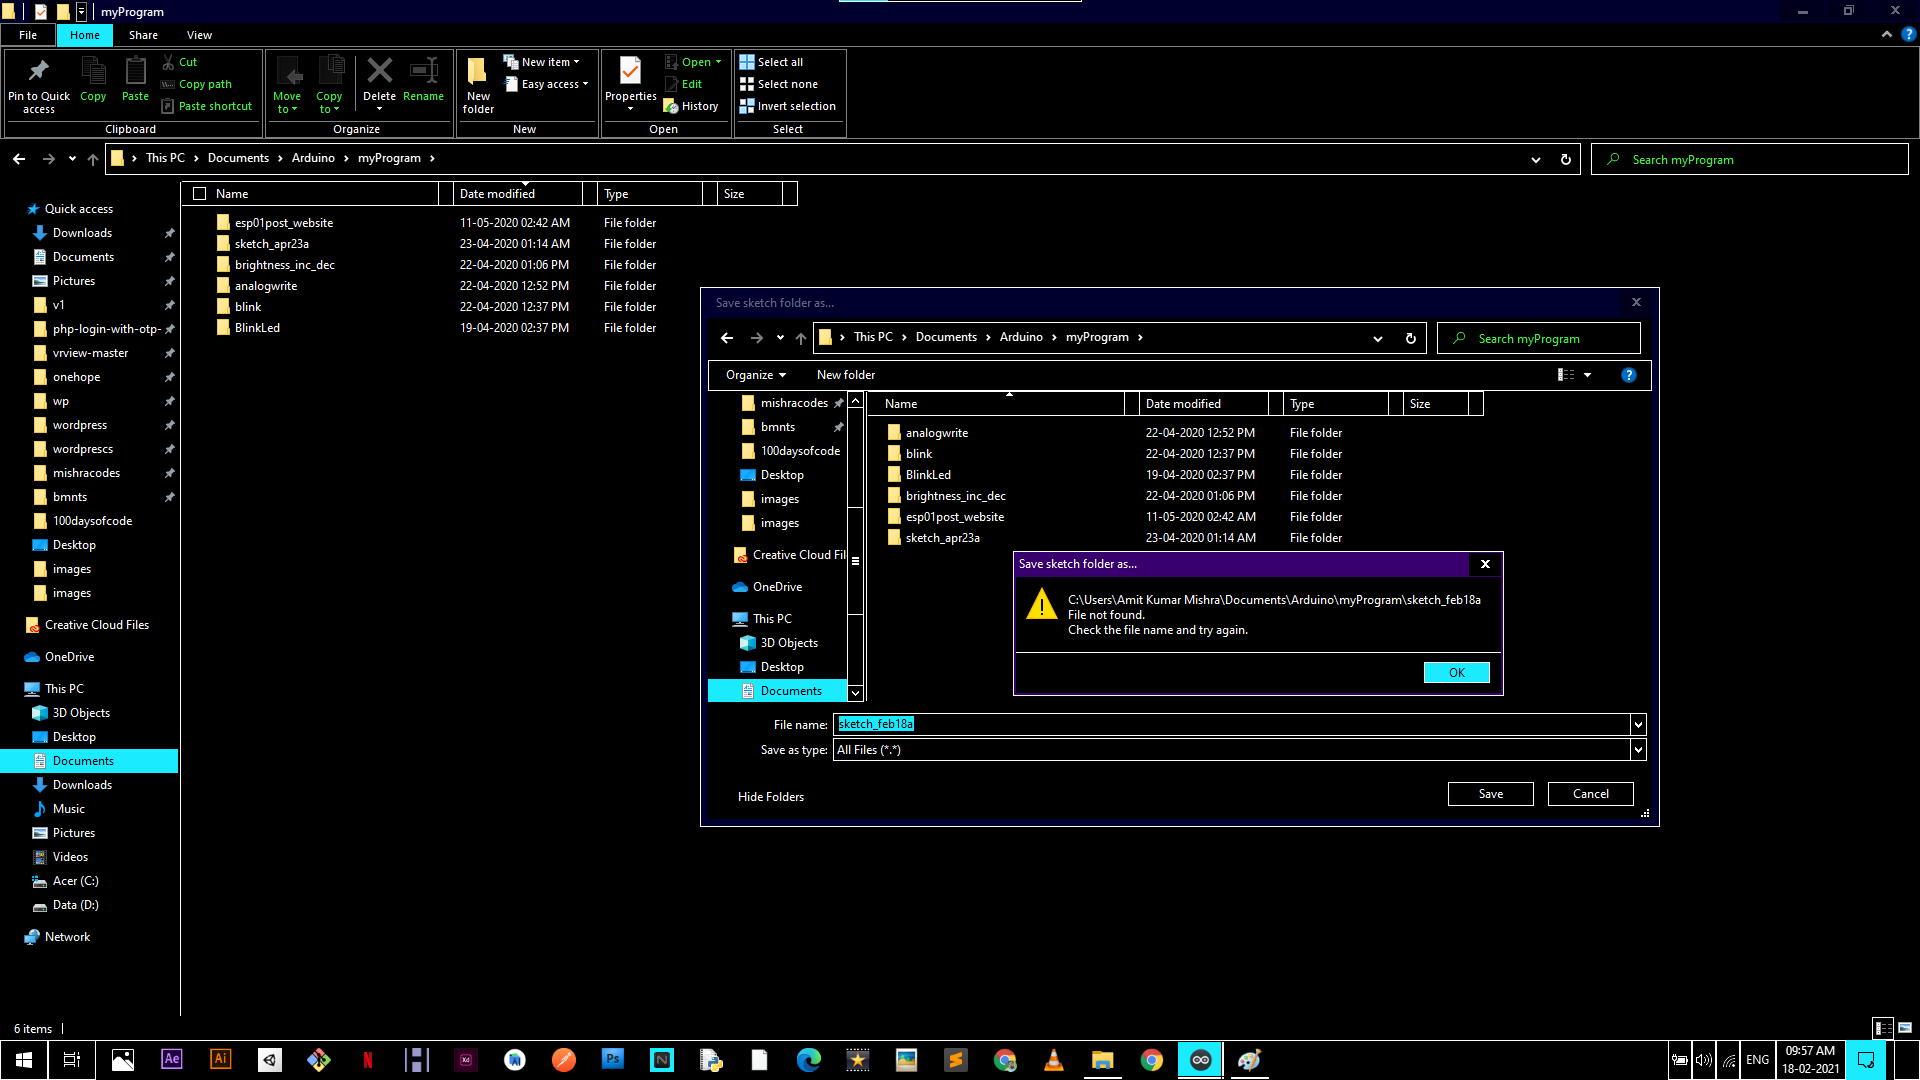 myProgram
File Home Share View
Pin to Quick access
Copy
Paste
Cut
Copy path
Paste shortcut
Clipboard
Move to
Copy to
Delete
Rename
Organize
New folder
New item
Easy access
New
Properties
Open
Edit
History
Open
Select all
Select none
Invert selection
Select
This PC > Documents > Arduino > myProgram >
Search myProgram
Name Date modified Type Size
esp01post_website 11-05-2020 02:42 AM File folder
sketch_apr23a 23-04-2020 01:14 AM File folder
brightness_inc_dec 22-04-2020 01:06 PM File folder
analogwrite 22-04-2020 12:52 PM File folder
blink 22-04-2020 12:37 PM File folder
BlinkLed 19-04-2020 02:37 PM File folder
Quick access
Downloads
Documents
Pictures
v1
php-login-with-otp-
vrview-master
onehope
wp
wordpress
wordprescs
mishracodes
bmnts
100daysofcode
Desktop
images
images
Creative Cloud Files
OneDrive
This PC
3D Objects
Desktop
Documents
Downloads
Music
Pictures
Videos
Acer (C:)
Data (D:)
Network
Save sketch folder as...
This PC > Documents > Arduino > myProgram >
Search myProgram
Organize New folder
mishracodes
bmnts
100daysofcode
Desktop
images
images
Creative Cloud Fil
OneDrive
This PC
3D Objects
Desktop
Documents
Name Date modified Type Size
analogwrite 22-04-2020 12:52 PM File folder
blink 22-04-2020 12:37 PM File folder
BlinkLed 19-04-2020 02:37 PM File folder
brightness_inc_dec 22-04-2020 01:06 PM File folder
esp01post_website 11-05-2020 02:42 AM File folder
sketch_apr23a 23-04-2020 01:14 AM File folder
Save sketch folder as...
C:\Users\Amit Kumar Mishra\Documents\Arduino\myProgram\sketch_feb18a
File not found.
Check the file name and try again.
OK
File name: sketch_feb18a
Save as type: All Files (*.*)
Hide Folders
Save Cancel
6 items
Ae
Ai
N
Xd
Ps
N
ENG
09:57 AM
18-02-2021